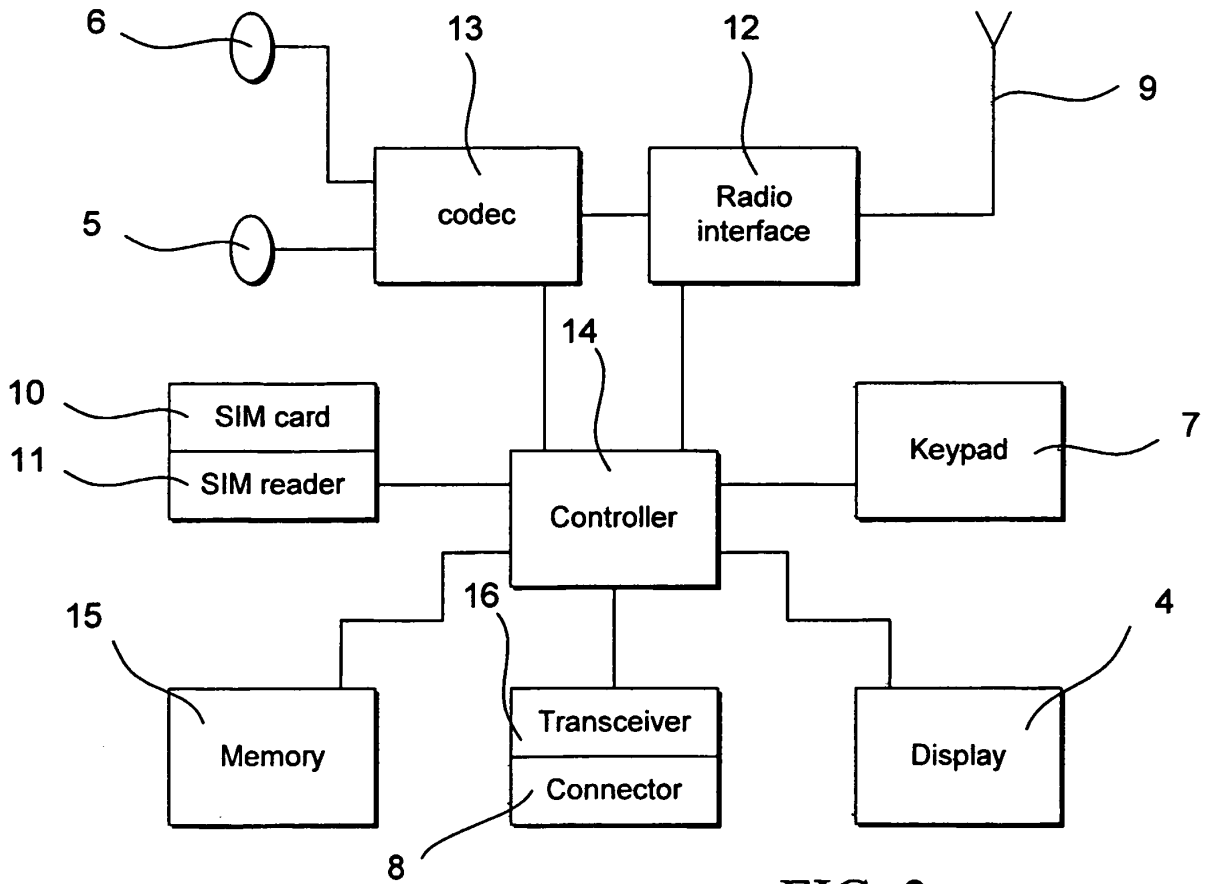 6
13
12
9
codec
Radio
interface
5
14
10
SIM card
11
SIM reader
Keypad
7
Controller
15
16
4
Memory
Transceiver
Connector
Display
8